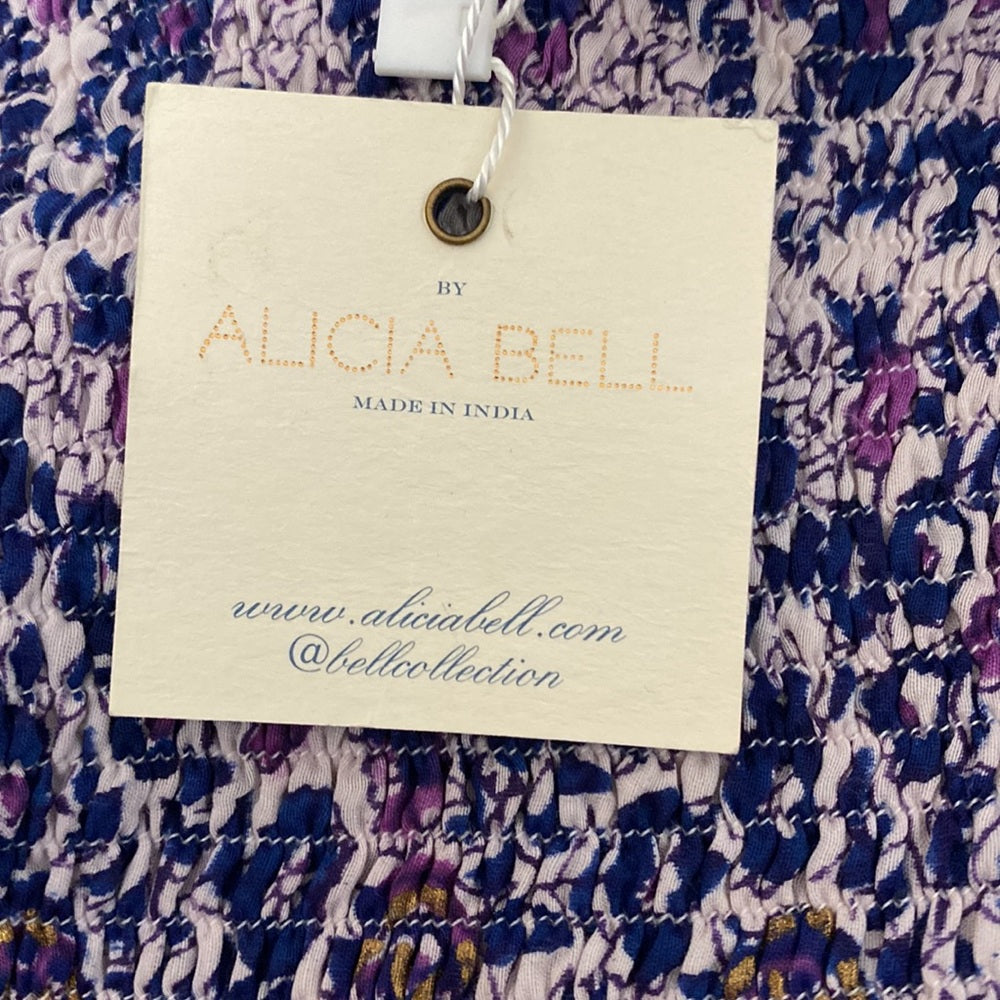 BY
ALICIA BELL
MADE IN INDIA
www.aliciabell.com
@bellcollection